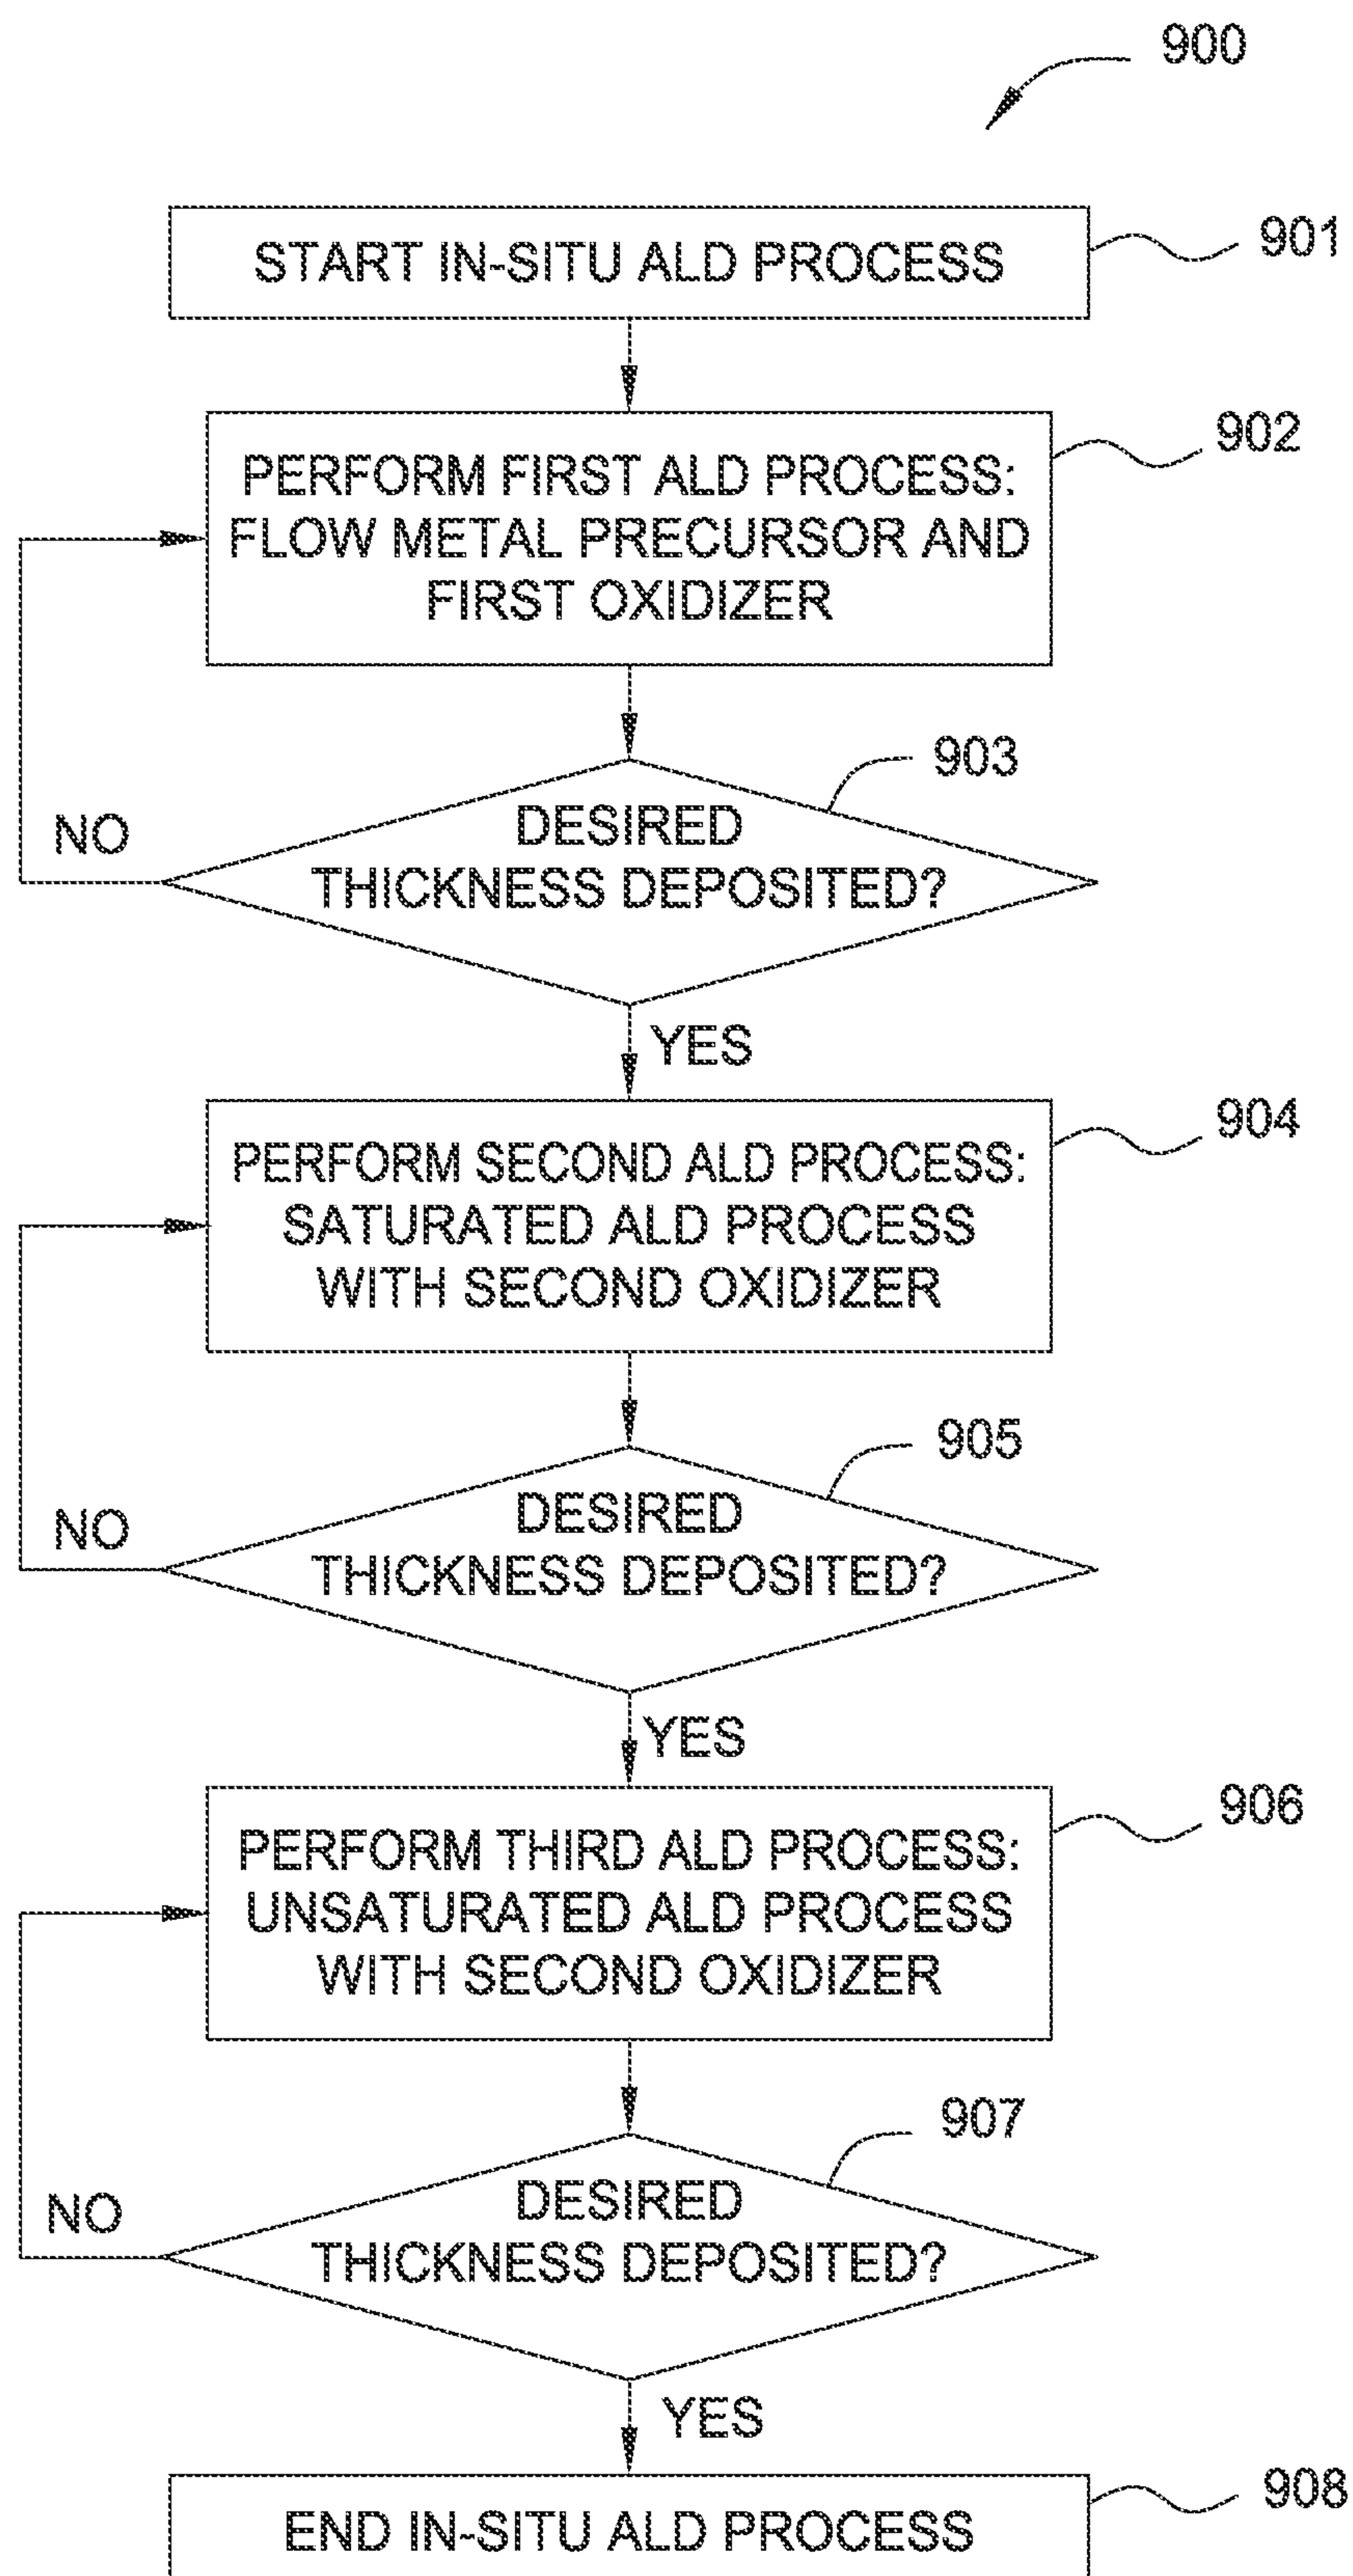 900
START IN-SITU ALD PROCESS
901
PERFORM FIRST ALD PROCESS:
FLOW METAL PRECURSOR AND
FIRST OXIDIZER
902
903
DESIRED
THICKNESS DEPOSITED?
NO
YES
PERFORM SECOND ALD PROCESS:
SATURATED ALD PROCESS
WITH SECOND OXIDIZER
904
905
DESIRED
THICKNESS DEPOSITED?
NO
YES
PERFORM THIRD ALD PROCESS:
UNSATURATED ALD PROCESS
WITH SECOND OXIDIZER
906
907
DESIRED
THICKNESS DEPOSITED?
NO
YES
END IN-SITU ALD PROCESS
908